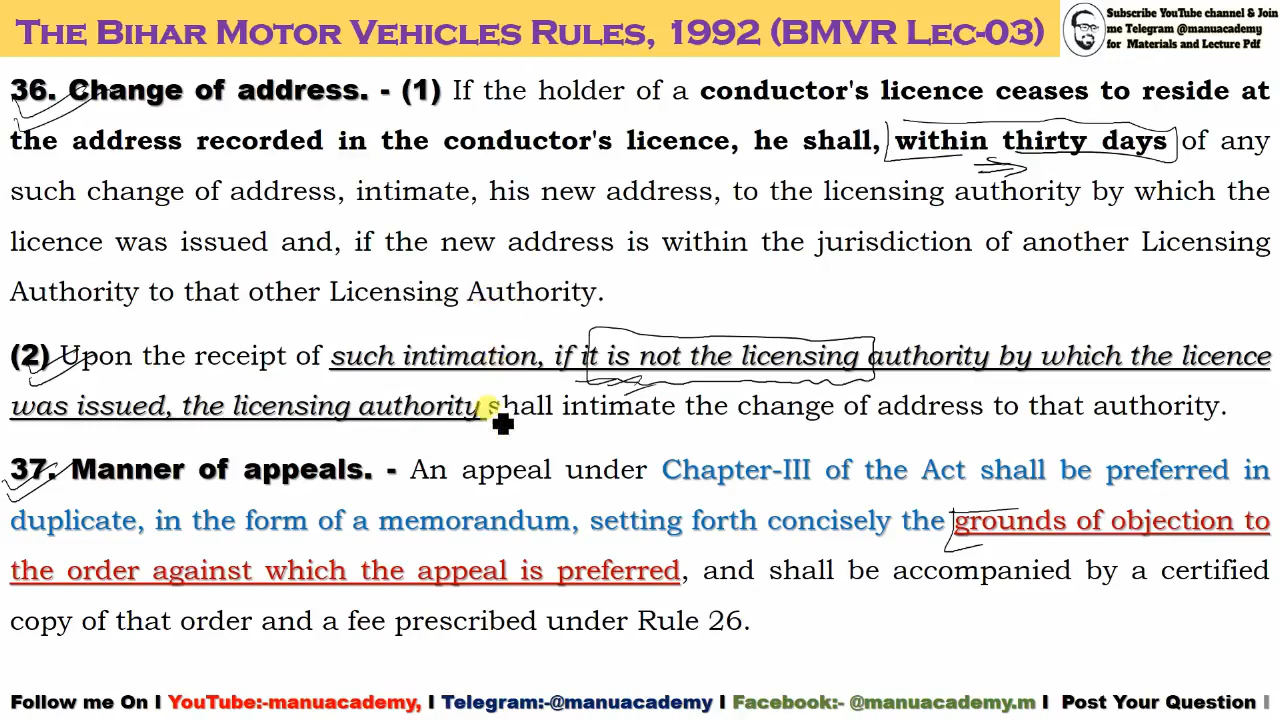 The Bihar Motor Vehicles Rules, 1992 (BMVR Lec-03)
Subscribe YouTube channel & Join
me Telegram @manuacademy
for Materials and Lecture Pdf
36. Change of address. - (1) If the holder of a conductor's licence ceases to reside at
the address recorded in the conductor's licence, he shall, within thirty days of any
such change of address, intimate, his new address, to the licensing authority by which the
licence was issued and, if the new address is within the jurisdiction of another Licensing
Authority to that other Licensing Authority.
(2) Upon the receipt of such intimation, if it is not the licensing authority by which the licence
was issued, the licensing authority shall intimate the change of address to that authority.
37. Manner of appeals. - An appeal under Chapter-III of the Act shall be preferred in
duplicate, in the form of a memorandum, setting forth concisely the grounds of objection to
the order against which the appeal is preferred, and shall be accompanied by a certified
copy of that order and a fee prescribed under Rule 26.
Follow me On I YouTube:-manuacademy, I Telegram:-@manuacademy I Facebook:- @manuacademy.m I Post Your Question I